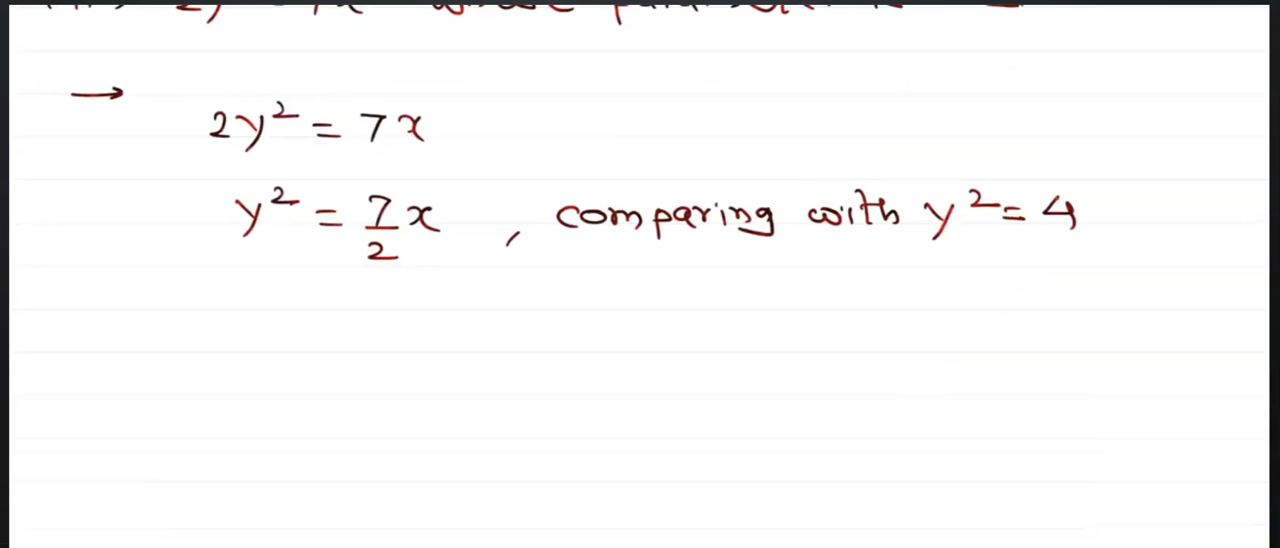 → 2y² = 7x
y² = 7/2 x , comparing with y² = 4